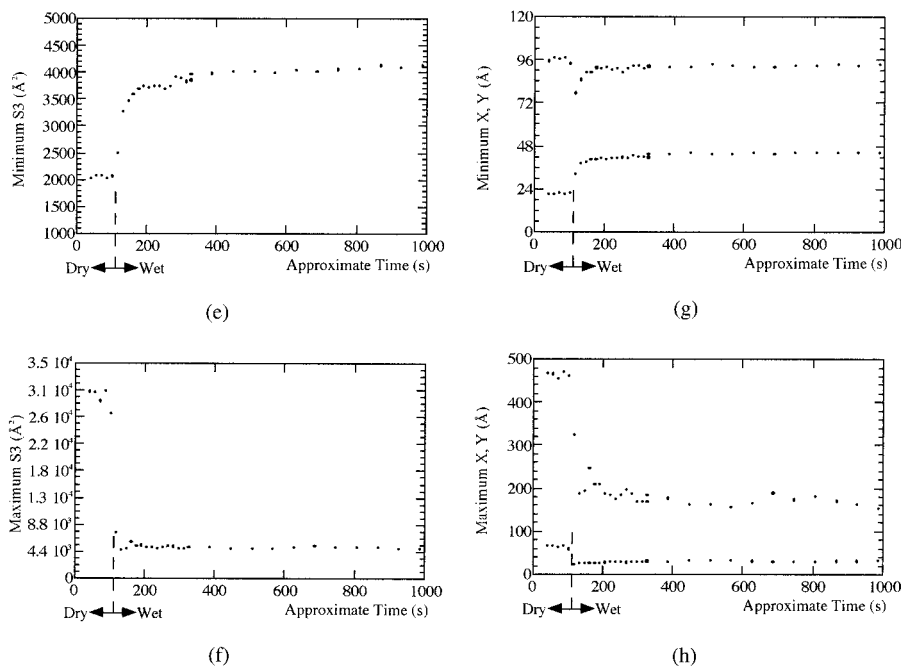 5000
4500
4000
3500
3000
2500
2000
1500
1000
Minimum S3 (Å²)
0
200
400
600
800
1000
Dry
Wet
Approximate Time (s)
(e)
120
96
72
48
24
0
Minimum X, Y (Å)
0
200
400
600
800
1000
Dry
Wet
Approximate Time (s)
(g)
3.5 10⁴
3.1 10⁴
2.6 10⁴
2.2 10⁴
1.8 10⁴
1.3 10⁴
8.8 10³
4.4 10³
0
Maximum S3 (Å²)
0
200
400
600
800
1000
Dry
Wet
Approximate Time (s)
(f)
500
400
300
200
100
0
Maximum X, Y (Å)
0
200
400
600
800
1000
Dry
Wet
Approximate Time (s)
(h)